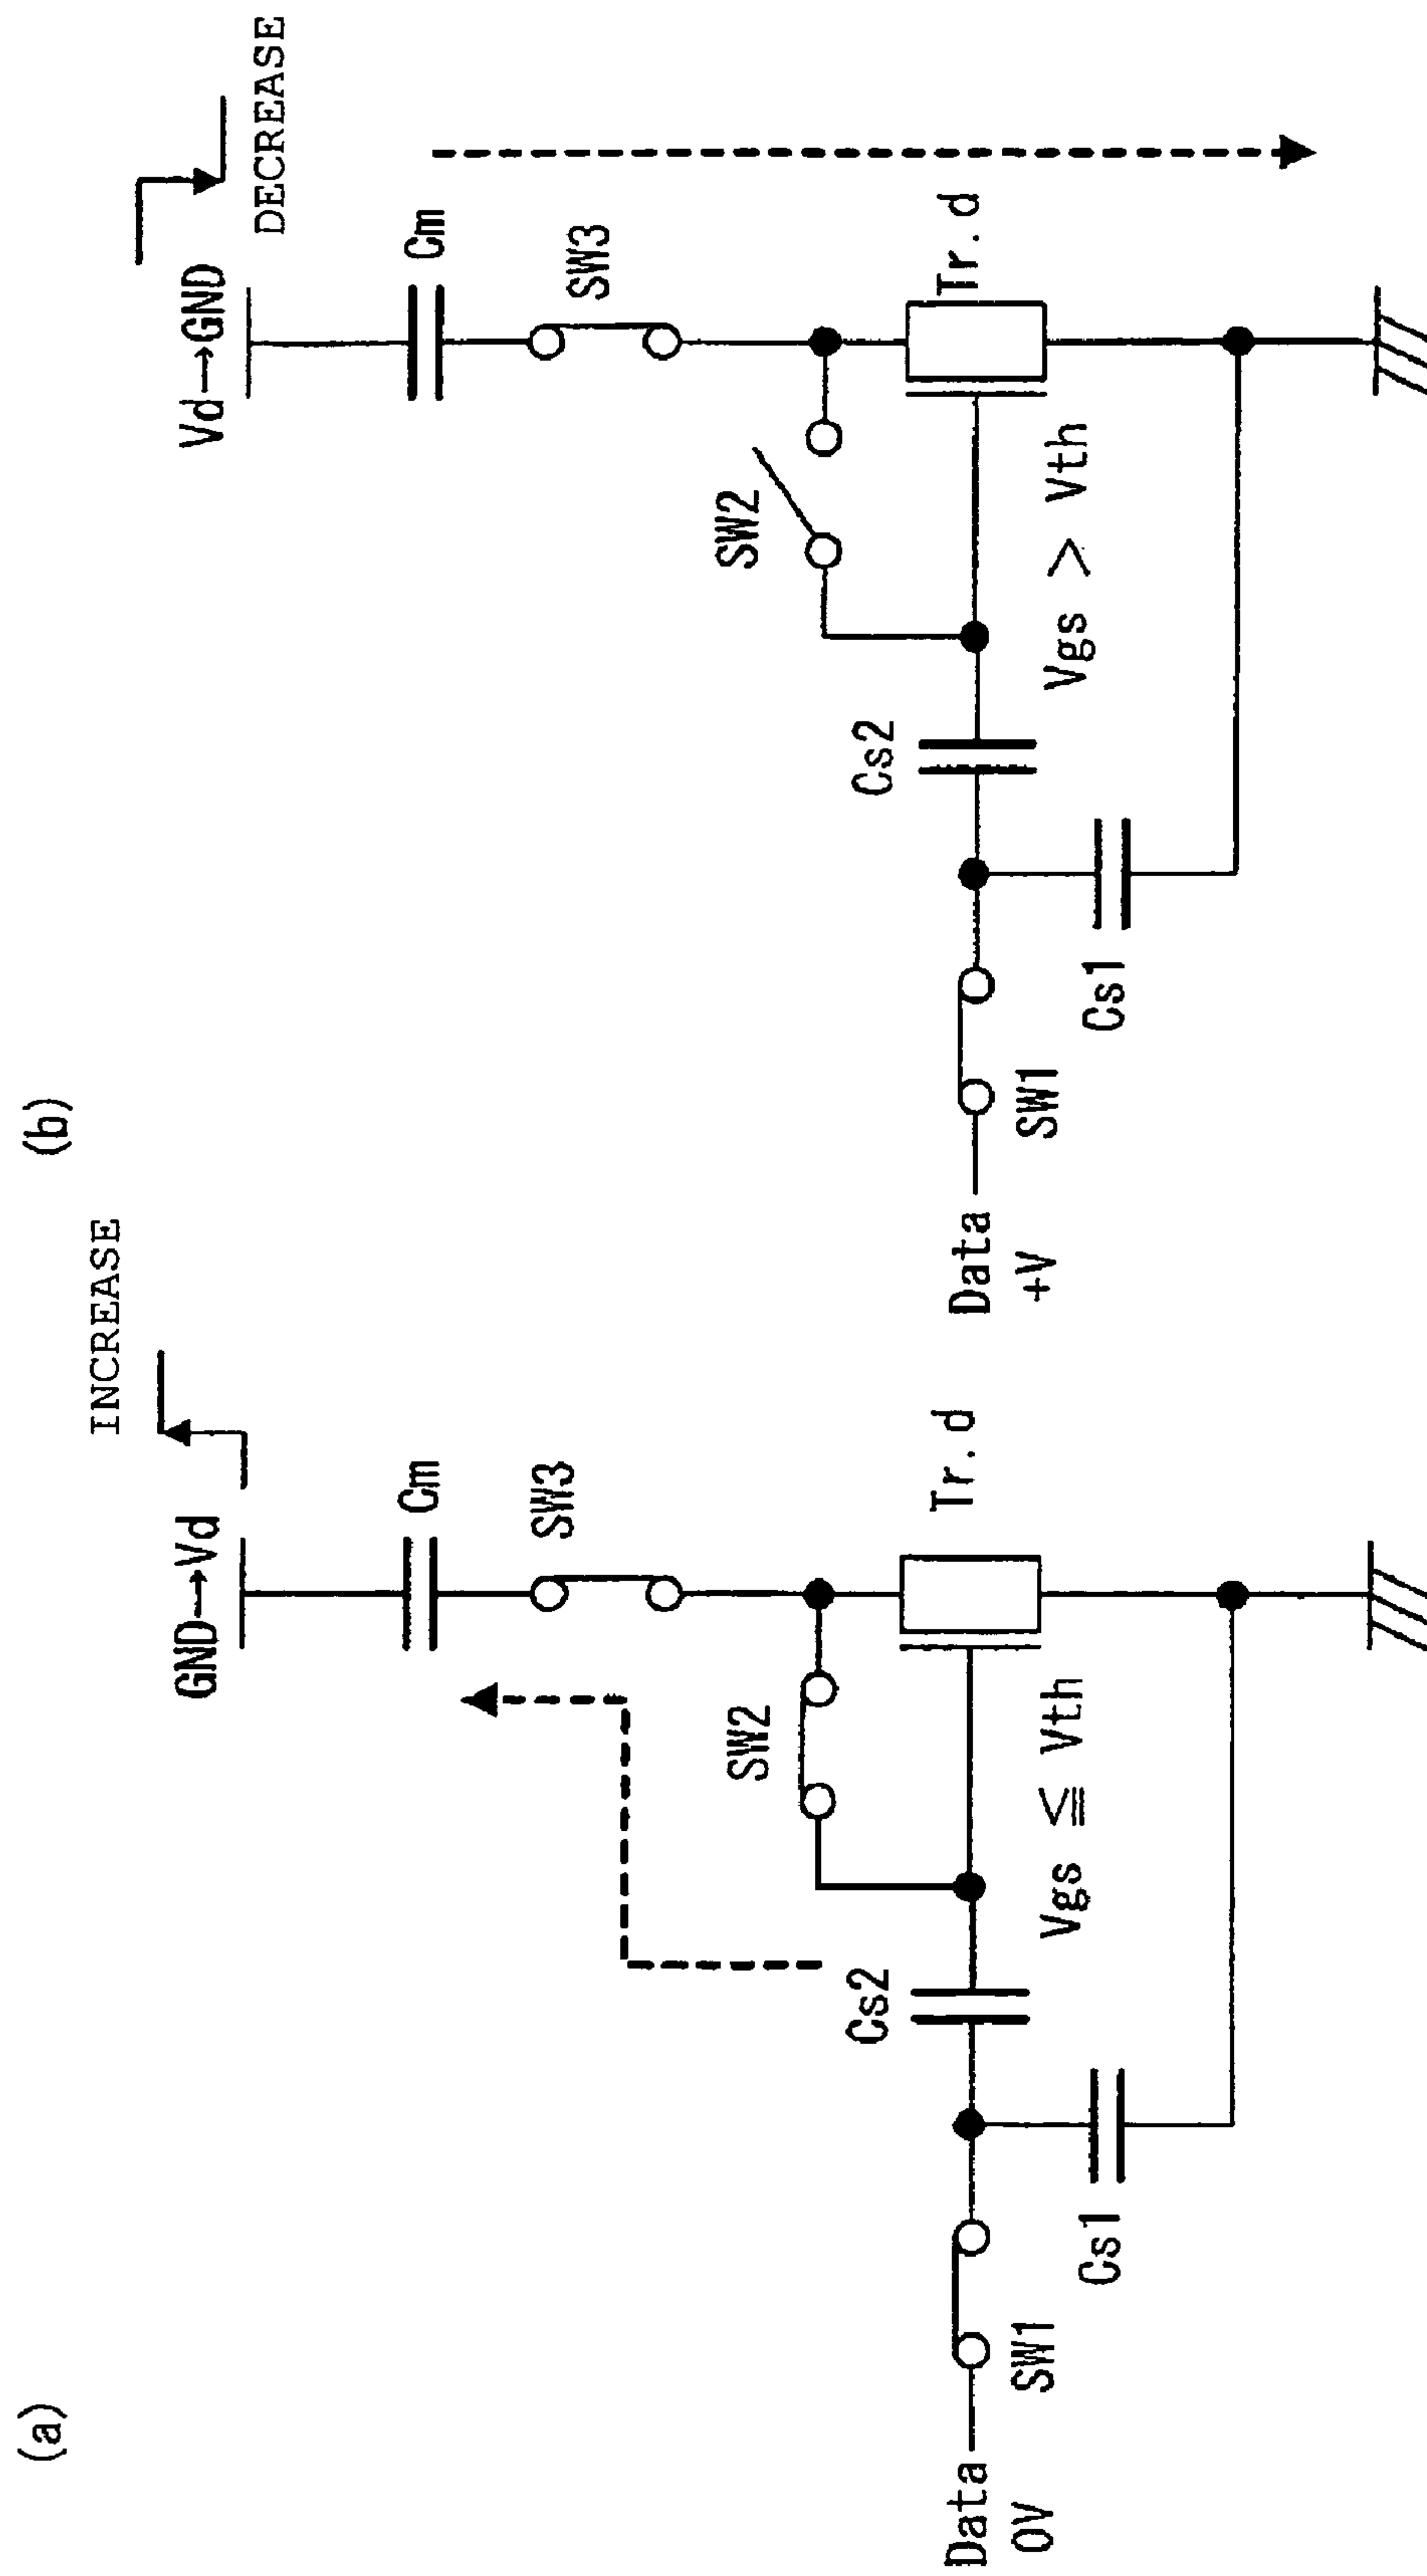 (a)
INCREASE
GND→Vd
Cm
SW3
SW2
Tr.d
Cs2
Vgs ≦ Vth
Cs1
SW1
Data
0V
(b)
DECREASE
Vd→GND
Cm
SW3
SW2
Tr.d
Cs2
Vgs > Vth
Cs1
SW1
Data
+V